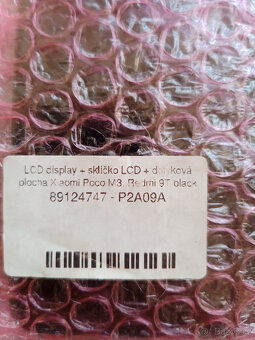 LCD display + sklíčko LCD + dotyková
plocha Xiaomi Poco M3, Redmi 9T black
89124747 - P2A09A